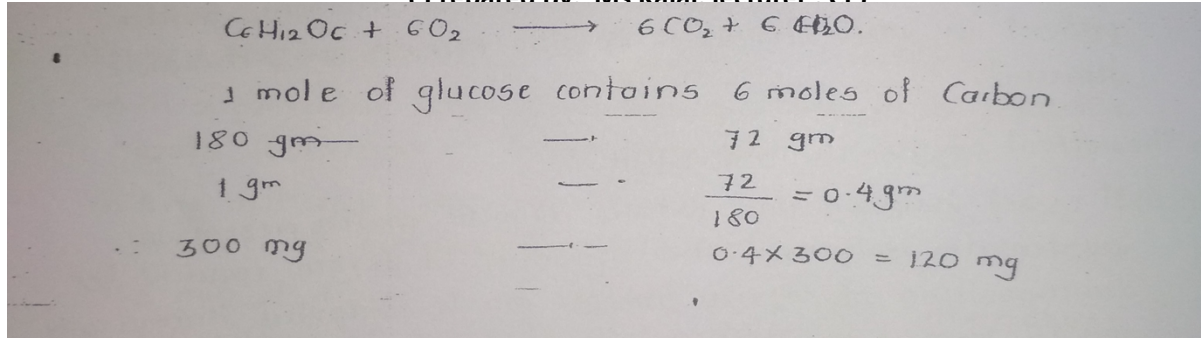 C6H12O6 + 6O2 ⟶ 6CO2 + 6 H2O.
1 mole of glucose contains 6 moles of Carbon
180 gm — 72 gm
1 gm — 72/180 = 0.4 gm
∴ 300 mg — 0.4 × 300 = 120 mg